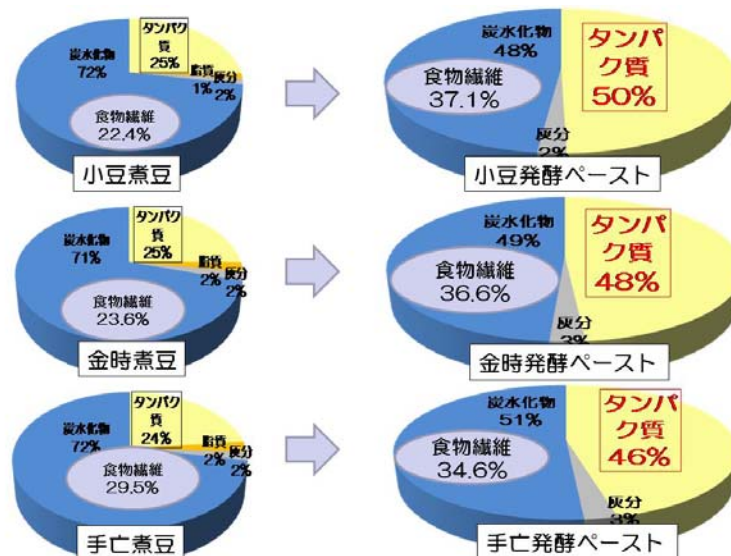 炭水化物
72%
タンパク
質
25%
脂質
1%
灰分
2%
食物繊維
22.4%
小豆煮豆
炭水化物
48%
タンパ
ク質
50%
食物繊維
37.1%
灰分
2%
小豆発酵ペースト
炭水化物
71%
タンパク
質
25%
脂質
2%
灰分
2%
食物繊維
23.6%
金時煮豆
炭水化物
49%
タンパ
ク質
48%
食物繊維
36.6%
灰分
3%
金時発酵ペースト
炭水化物
72%
タンパク
質
24%
脂質
2%
灰分
2%
食物繊維
29.5%
手亡煮豆
炭水化物
51%
タンパ
ク質
46%
食物繊維
34.6%
灰分
3%
手亡発酵ペースト